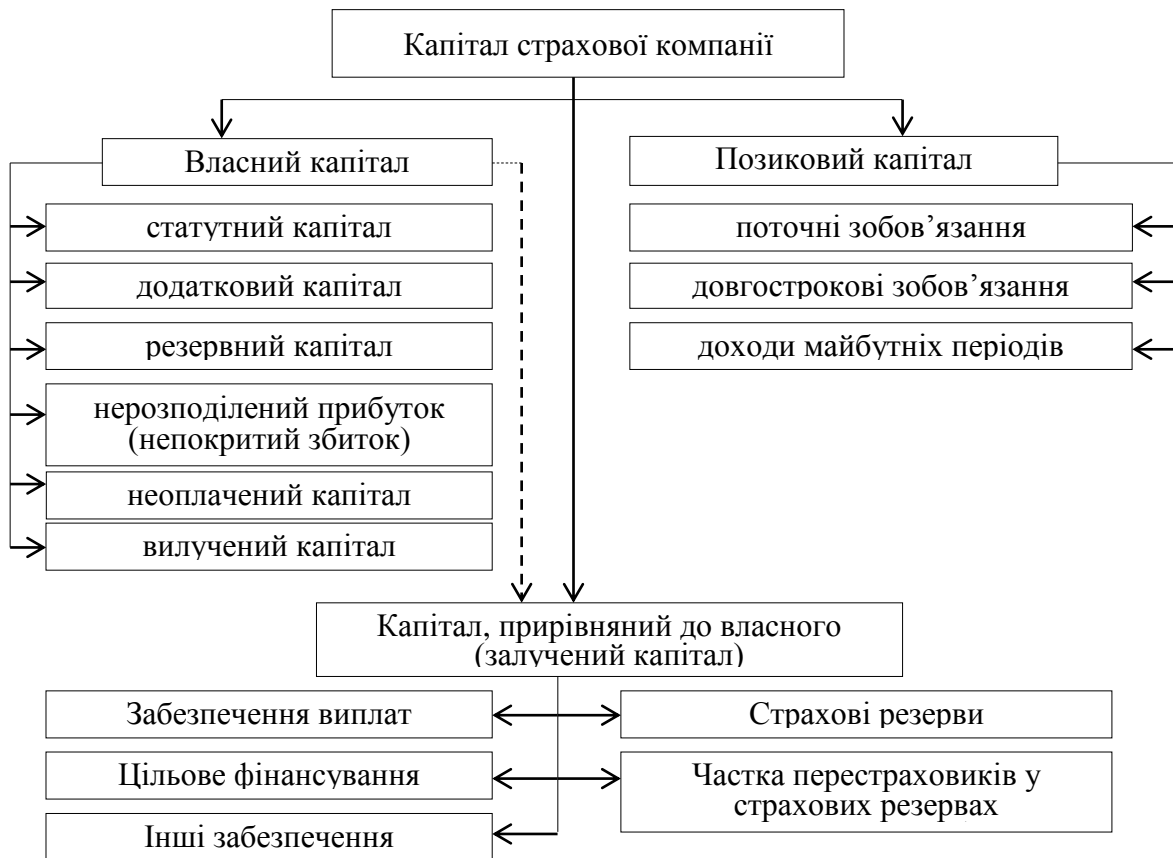 Капітал страхової компанії
Власний капітал
статутний капітал
додатковий капітал
резервний капітал
нерозподілений прибуток
(непокритий збиток)
неоплачений капітал
вилучений капітал
Позиковий капітал
поточні зобов’язання
довгострокові зобов’язання
доходи майбутніх періодів
Капітал, прирівняний до власного
(залучений капітал)
Забезпечення виплат
Цільове фінансування
Інші забезпечення
Страхові резерви
Частка перестраховиків у
страхових резервах